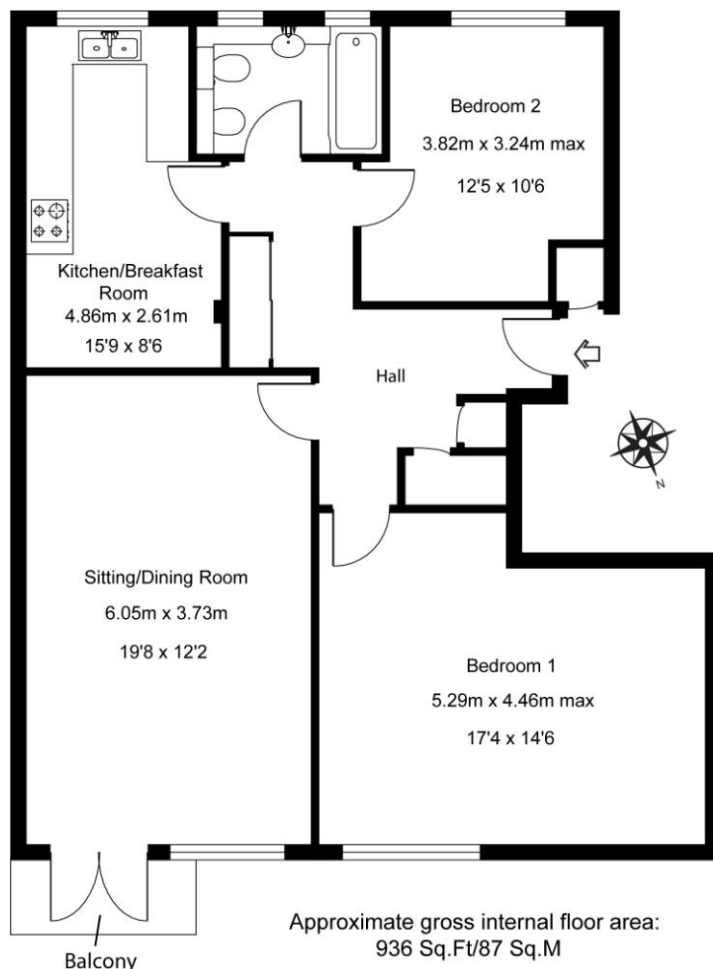 Bedroom 2
3.82m x 3.24m max
12'5 x 10'6
Kitchen/Breakfast
Room
4.86m x 2.61m
15'9 x 8'6
Hall
N
Sitting/Dining Room
6.05m x 3.73m
19'8 x 12'2
Bedroom 1
5.29m x 4.46m max
17'4 x 14'6
Approximate gross internal floor area:
936 Sq.Ft/87 Sq.M
Balcony